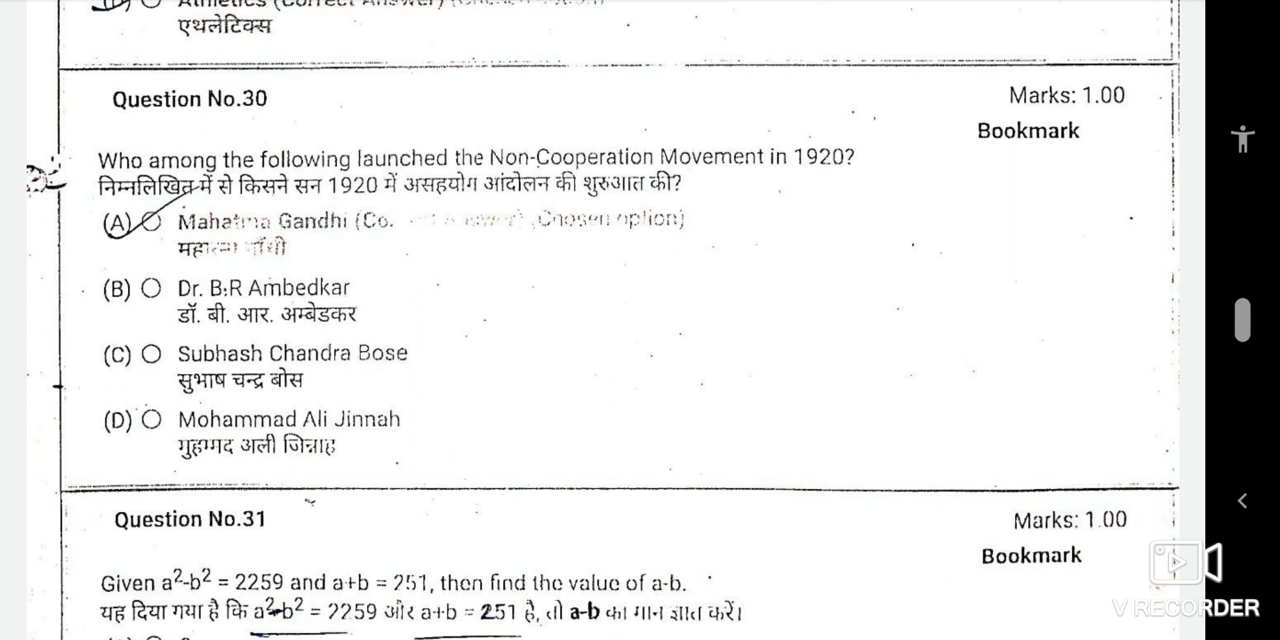 एथलेटिक्स
Question No.30
Marks: 1.00
Bookmark
Who among the following launched the Non-Cooperation Movement in 1920?
निम्नलिखित में से किसने सन 1920 में असहयोग आंदोलन की शुरुआत की?
(A) Mahatma Gandhi (Co. Chosen option)
(B) Dr. B.R Ambedkar
डॉ. बी. आर. अम्बेडकर
(C) Subhash Chandra Bose
सुभाष चन्द्र बोस
(D) Mohammad Ali Jinnah
अली जिन्नाह
Question No.31
Marks: 1.00
Bookmark
Given a²-b² = 2259 and a+b = 251, then find the value of a-b.
यह दिया गया है कि a²-b² = 2259 और a+b = 251 है, तो a-b का मान ज्ञात करें।
V RECORDER